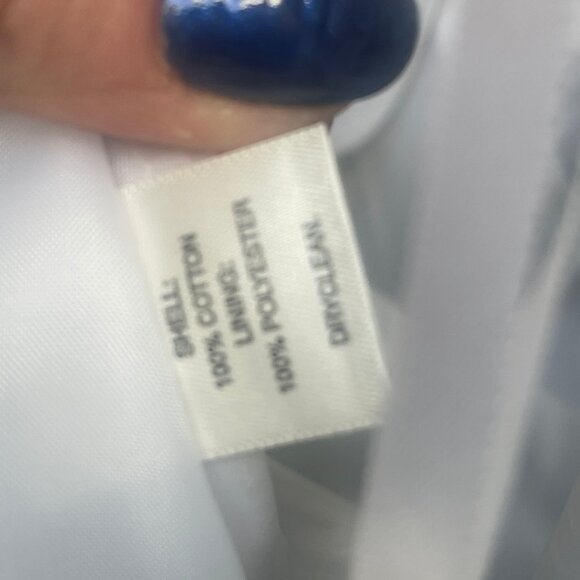 SHELL:
100% COTTON
LINING:
100% POLYESTER
DRYCLEAN.